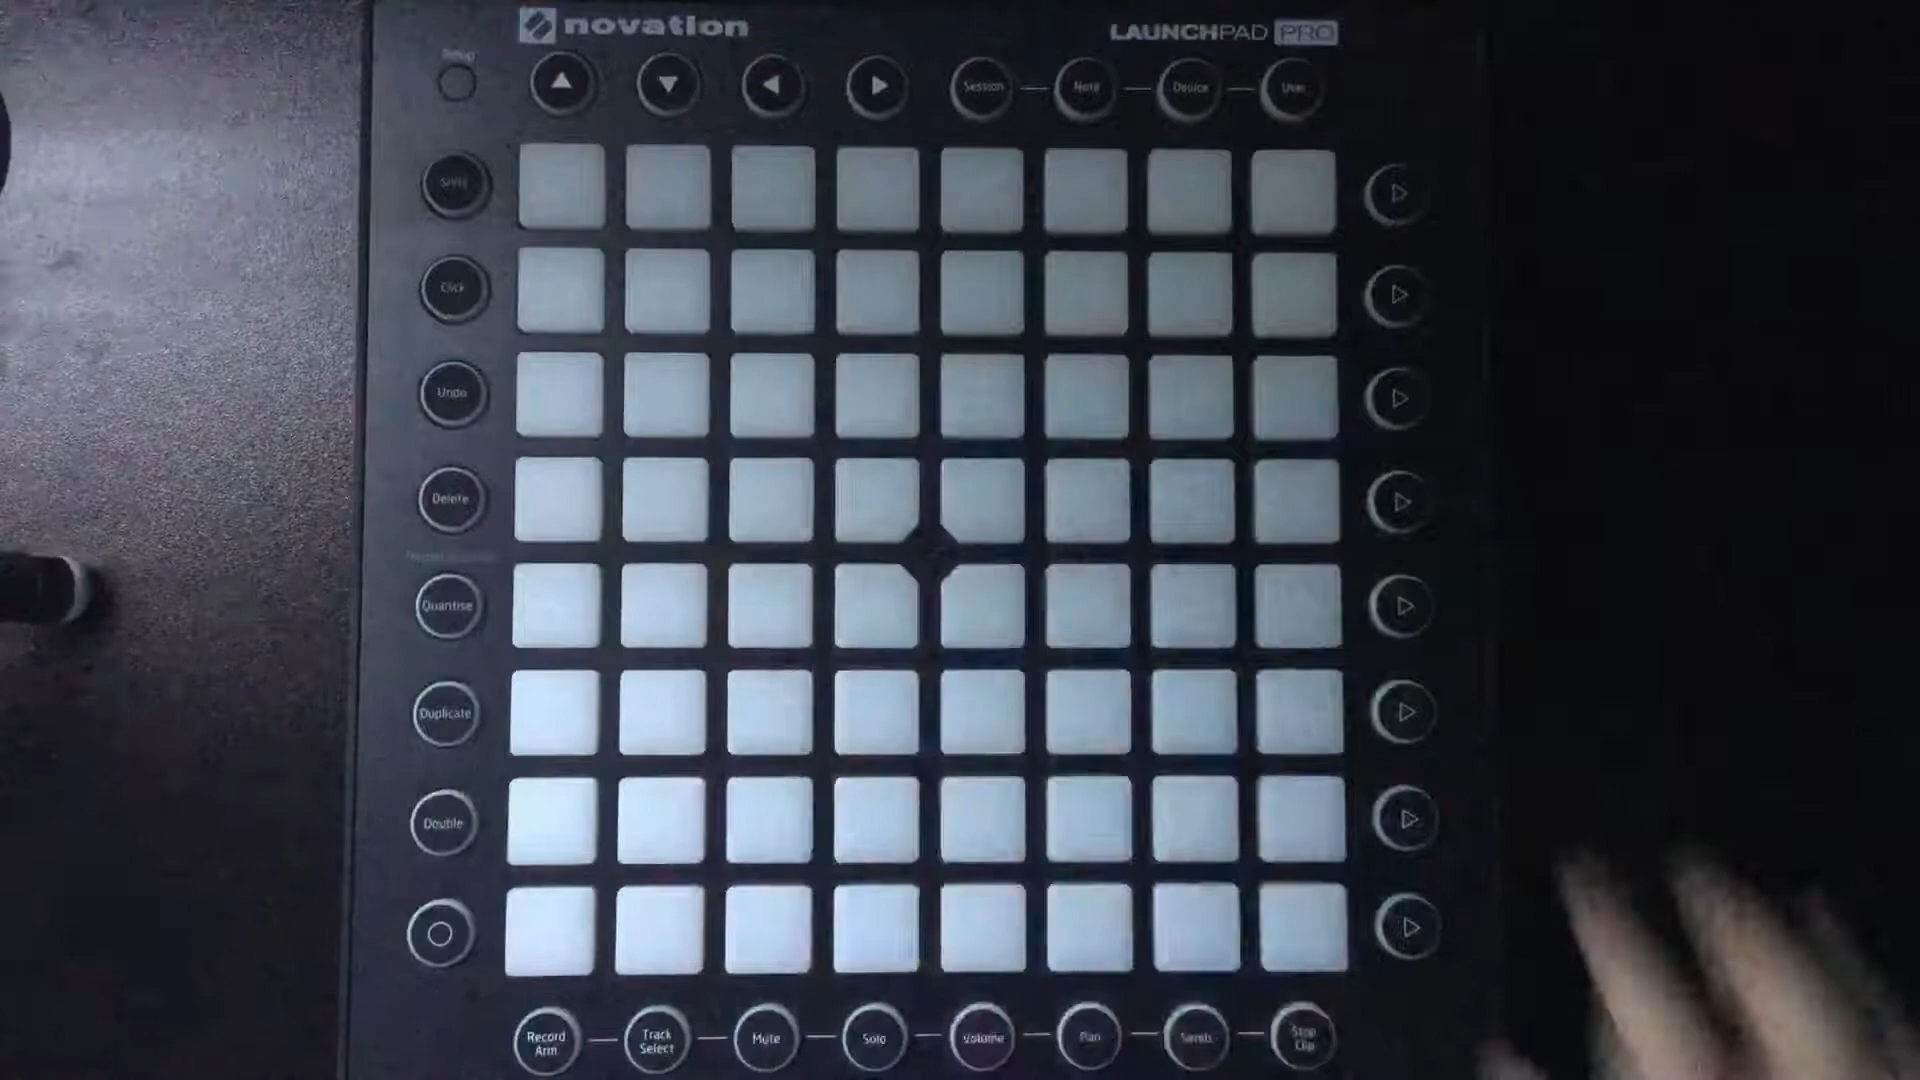 novation
LAUNCHPAD PRO
Setup
Session Note Device User
Shift
Click
Undo
Delete
Quantise
Duplicate
Double
Record Arm Track Select Mute Solo Volume Pan Sends Stop Clip